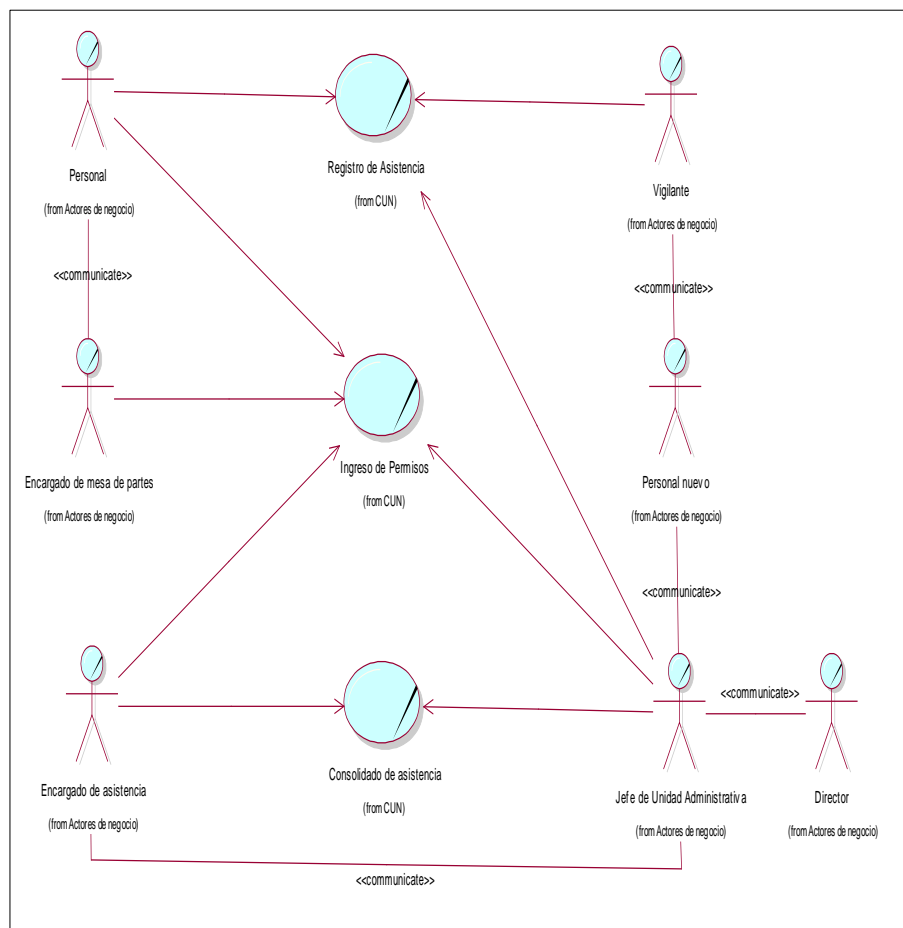 Personal
(from Actores de negocio)
Registro de Asistencia
(from CUN)
Vigilante
(from Actores de negocio)
<<communicate>>
<<communicate>>
Encargado de mesa de partes
(from Actores de negocio)
Ingreso de Permisos
(from CUN)
Personal nuevo
(from Actores de negocio)
<<communicate>>
<<communicate>>
Encargado de asistencia
(from Actores de negocio)
Consolidado de asistencia
(from CUN)
Jefe de Unidad Administrativa
(from Actores de negocio)
Director
(from Actores de negocio)
<<communicate>>